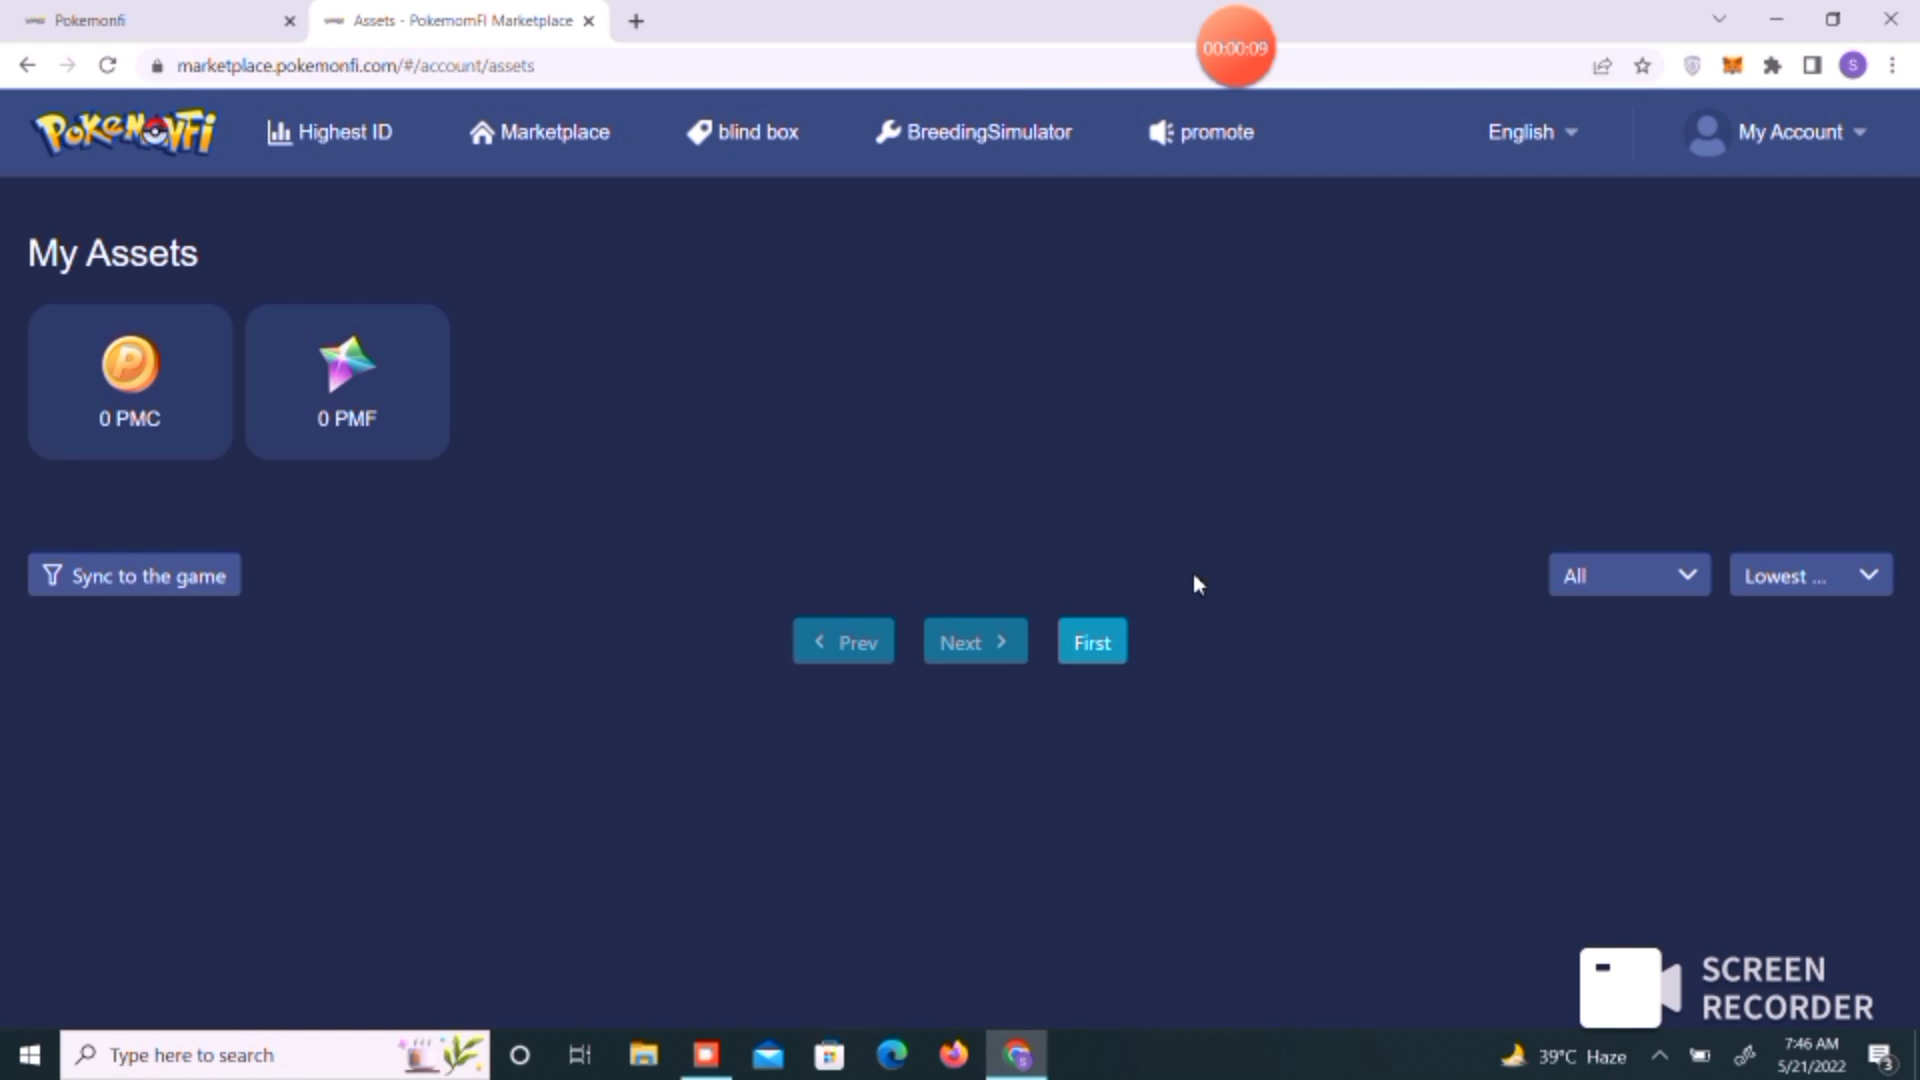 Pokemonfi
Assets - PokemomFI Marketplace
00:00:09
marketplace.pokemonfi.com/#/account/assets
S
POKEMONFi
Highest ID
Marketplace
blind box
BreedingSimulator
promote
English
My Account
My Assets
P
0 PMC
0 PMF
Sync to the game
All
Lowest ...
Prev
Next
First
SCREEN
RECORDER
Type here to search
S
39°C Haze
7:46 AM
5/21/2022
3